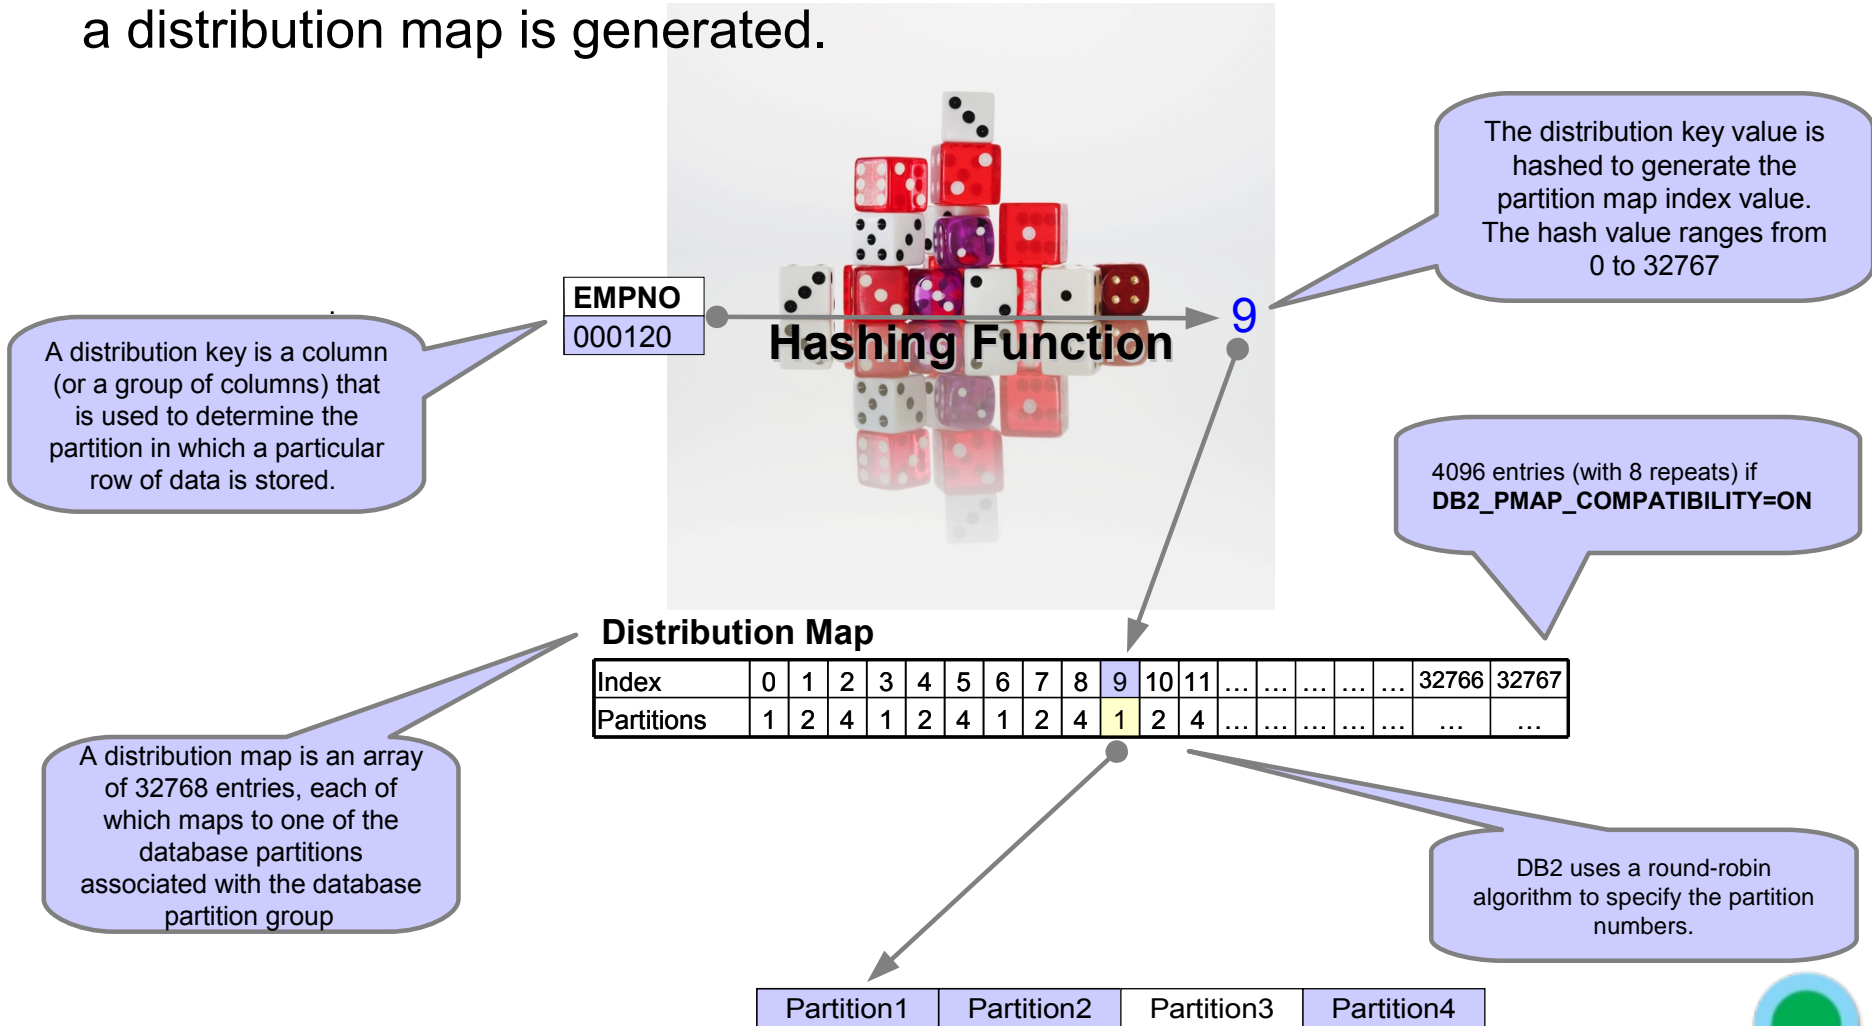 a distribution map is generated.
The distribution key value is
hashed to generate the
partition map index value.
The hash value ranges from
0 to 32767
EMPNO
000120
Hashing Function
9
.
A distribution key is a column
(or a group of columns) that
is used to determine the
partition in which a particular
row of data is stored.
4096 entries (with 8 repeats) if
DB2_PMAP_COMPATIBILITY=ON
Distribution Map
Index 0 1 2 3 4 5 6 7 8 9 10 11 ... ... ... ... ... 32766 32767
Partitions 1 2 4 1 2 4 1 2 4 1 2 4 ... ... ... ... ... ... ...
A distribution map is an array
of 32768 entries, each of
which maps to one of the
database partitions
associated with the database
partition group
DB2 uses a round-robin
algorithm to specify the partition
numbers.
Partition1 Partition2 Partition3 Partition4